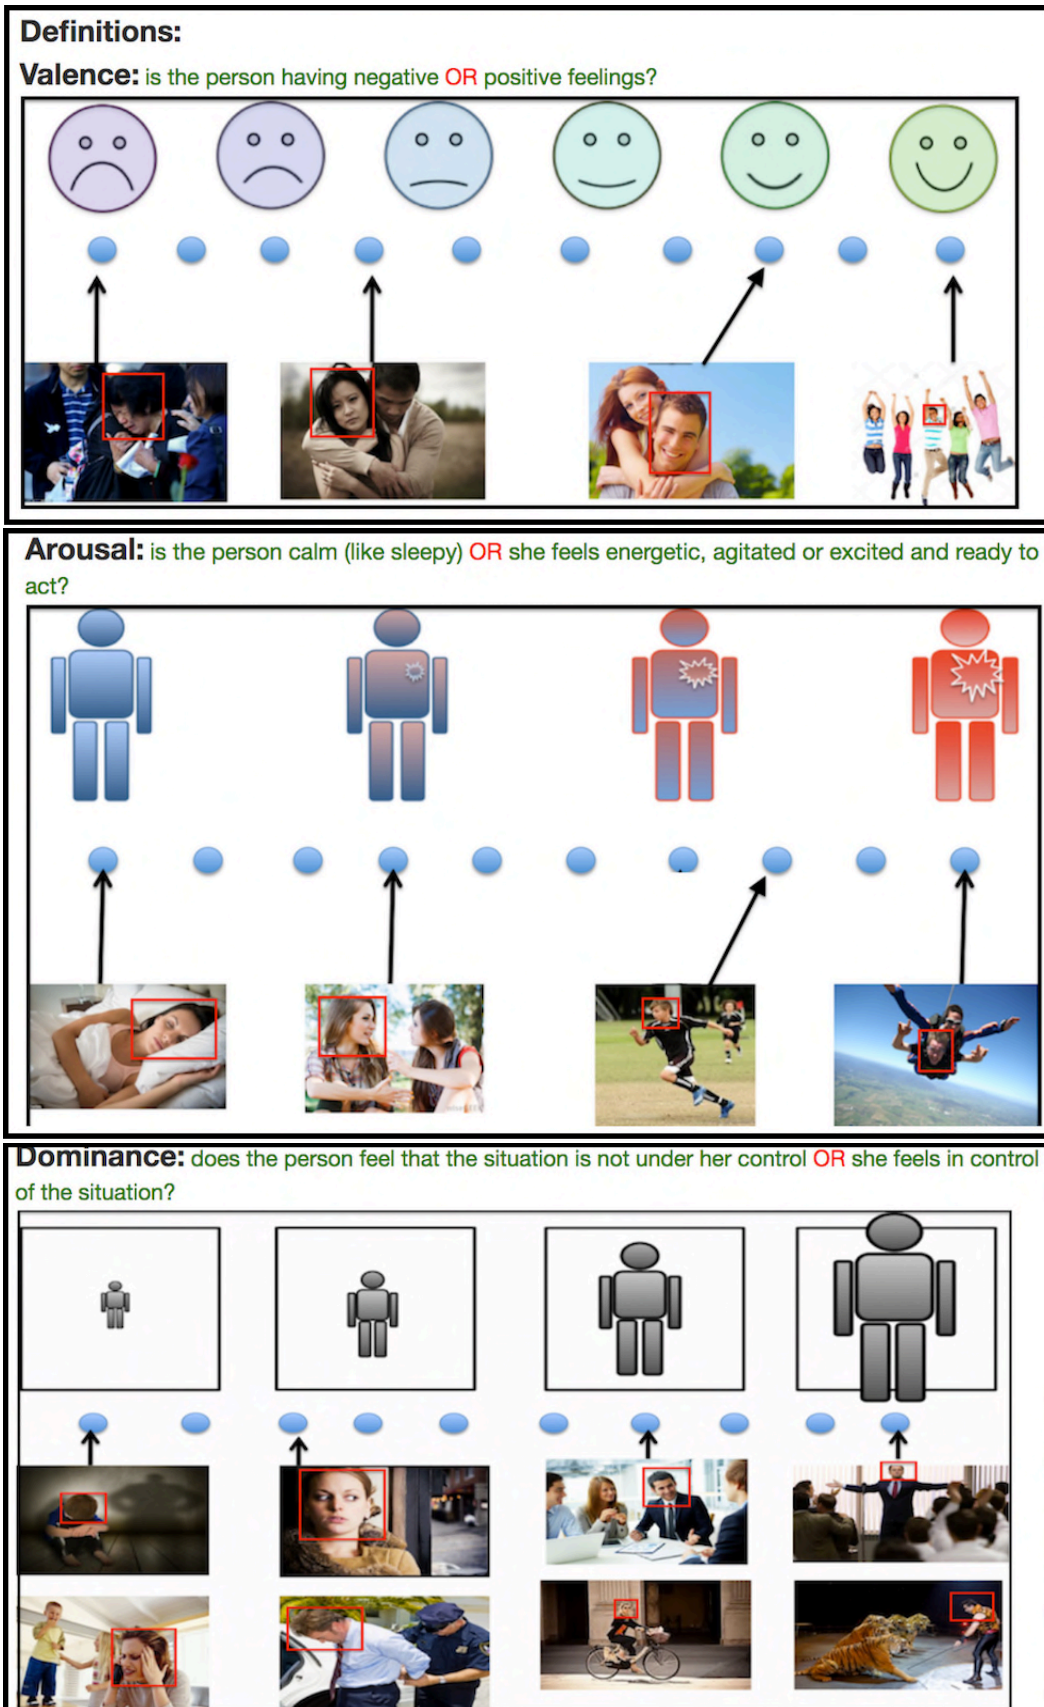 Definitions:
Valence: is the person having negative OR positive feelings?
Arousal: is the person calm (like sleepy) OR she feels energetic, agitated or excited and ready to
act?
Dominance: does the person feel that the situation is not under her control OR she feels in control
of the situation?